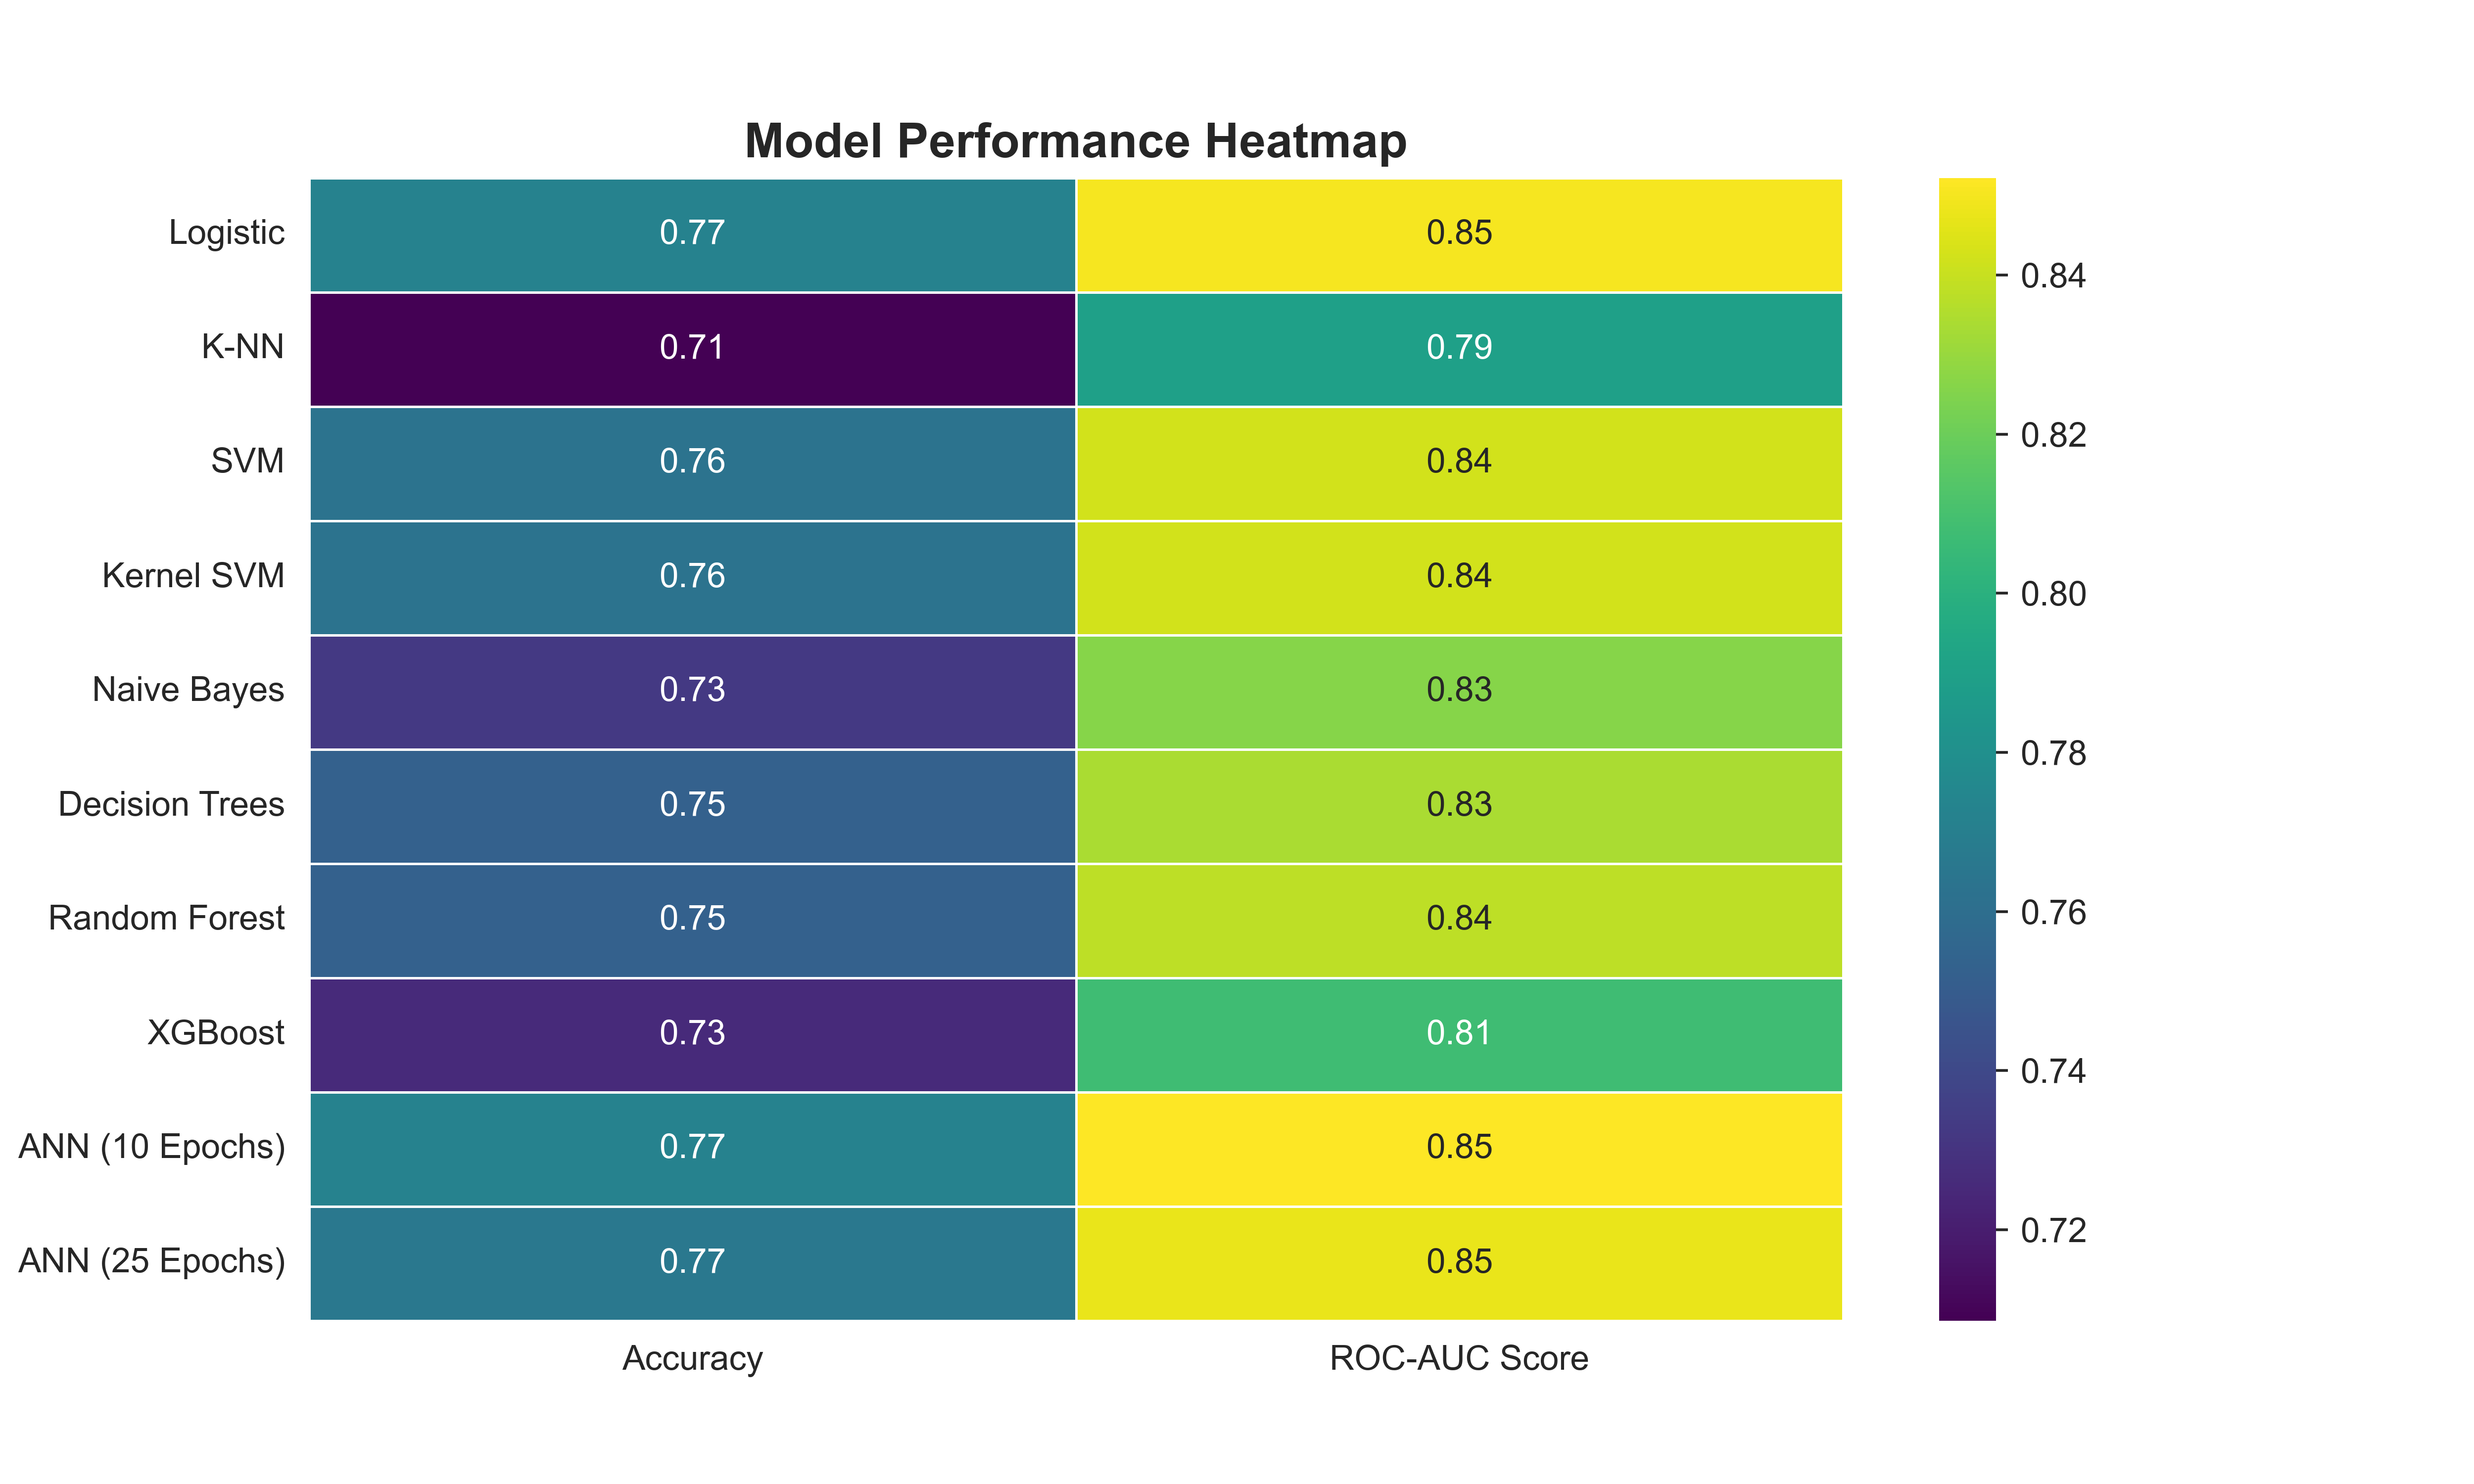 Model Performance Heatmap
Logistic 0.77 0.85
K-NN 0.71 0.79
SVM 0.76 0.84
Kernel SVM 0.76 0.84
Naive Bayes 0.73 0.83
Decision Trees 0.75 0.83
Random Forest 0.75 0.84
XGBoost 0.73 0.81
ANN (10 Epochs) 0.77 0.85
ANN (25 Epochs) 0.77 0.85
Accuracy ROC-AUC Score
0.84
0.82
0.80
0.78
0.76
0.74
0.72